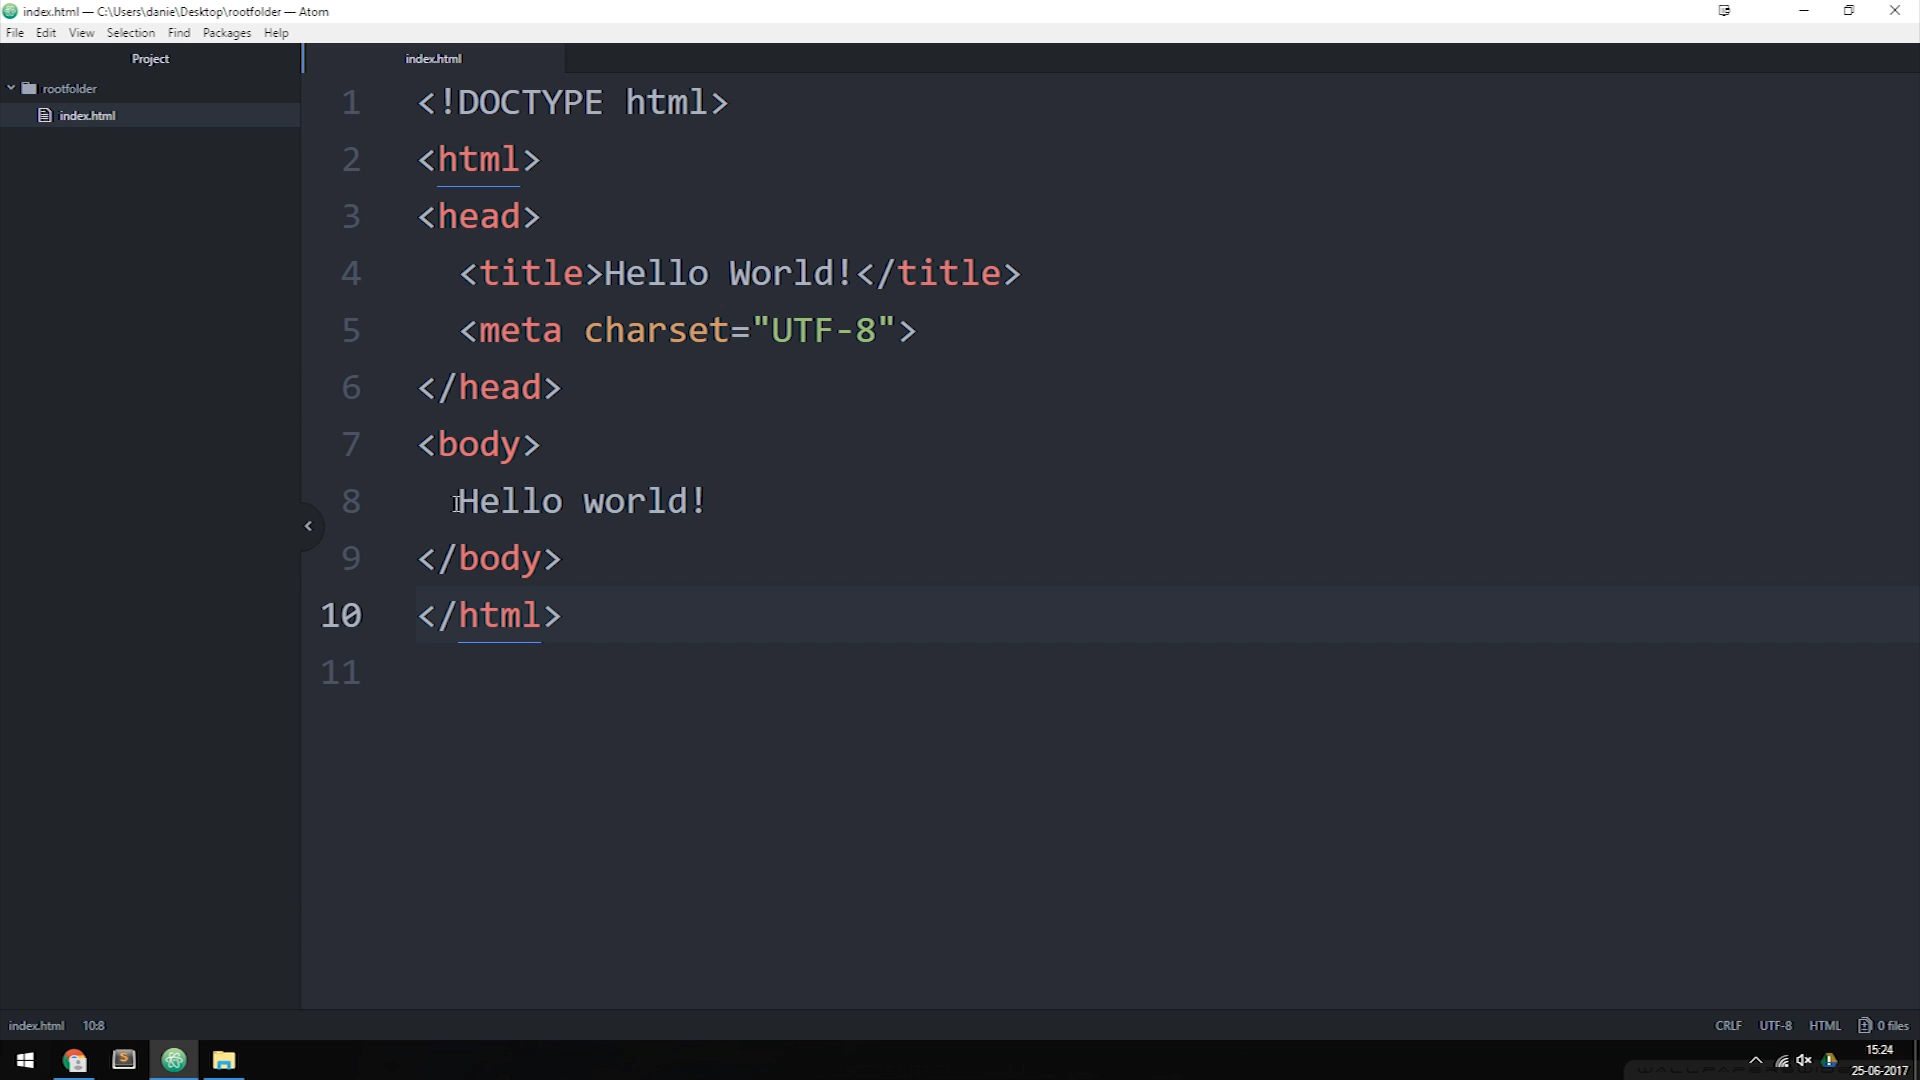 index.html — C:\Users\danie\Desktop\rootfolder — Atom
File Edit View Selection Find Packages Help
Project
index.html
rootfolder
index.html
1 <!DOCTYPE html>
2 <html>
3 <head>
4 <title>Hello World!</title>
5 <meta charset="UTF-8">
6 </head>
7 <body>
8 Hello world!
9 </body>
10 </html>
11
index.html 10:8
CRLF UTF-8 HTML 0 files
15:24
25-06-2017